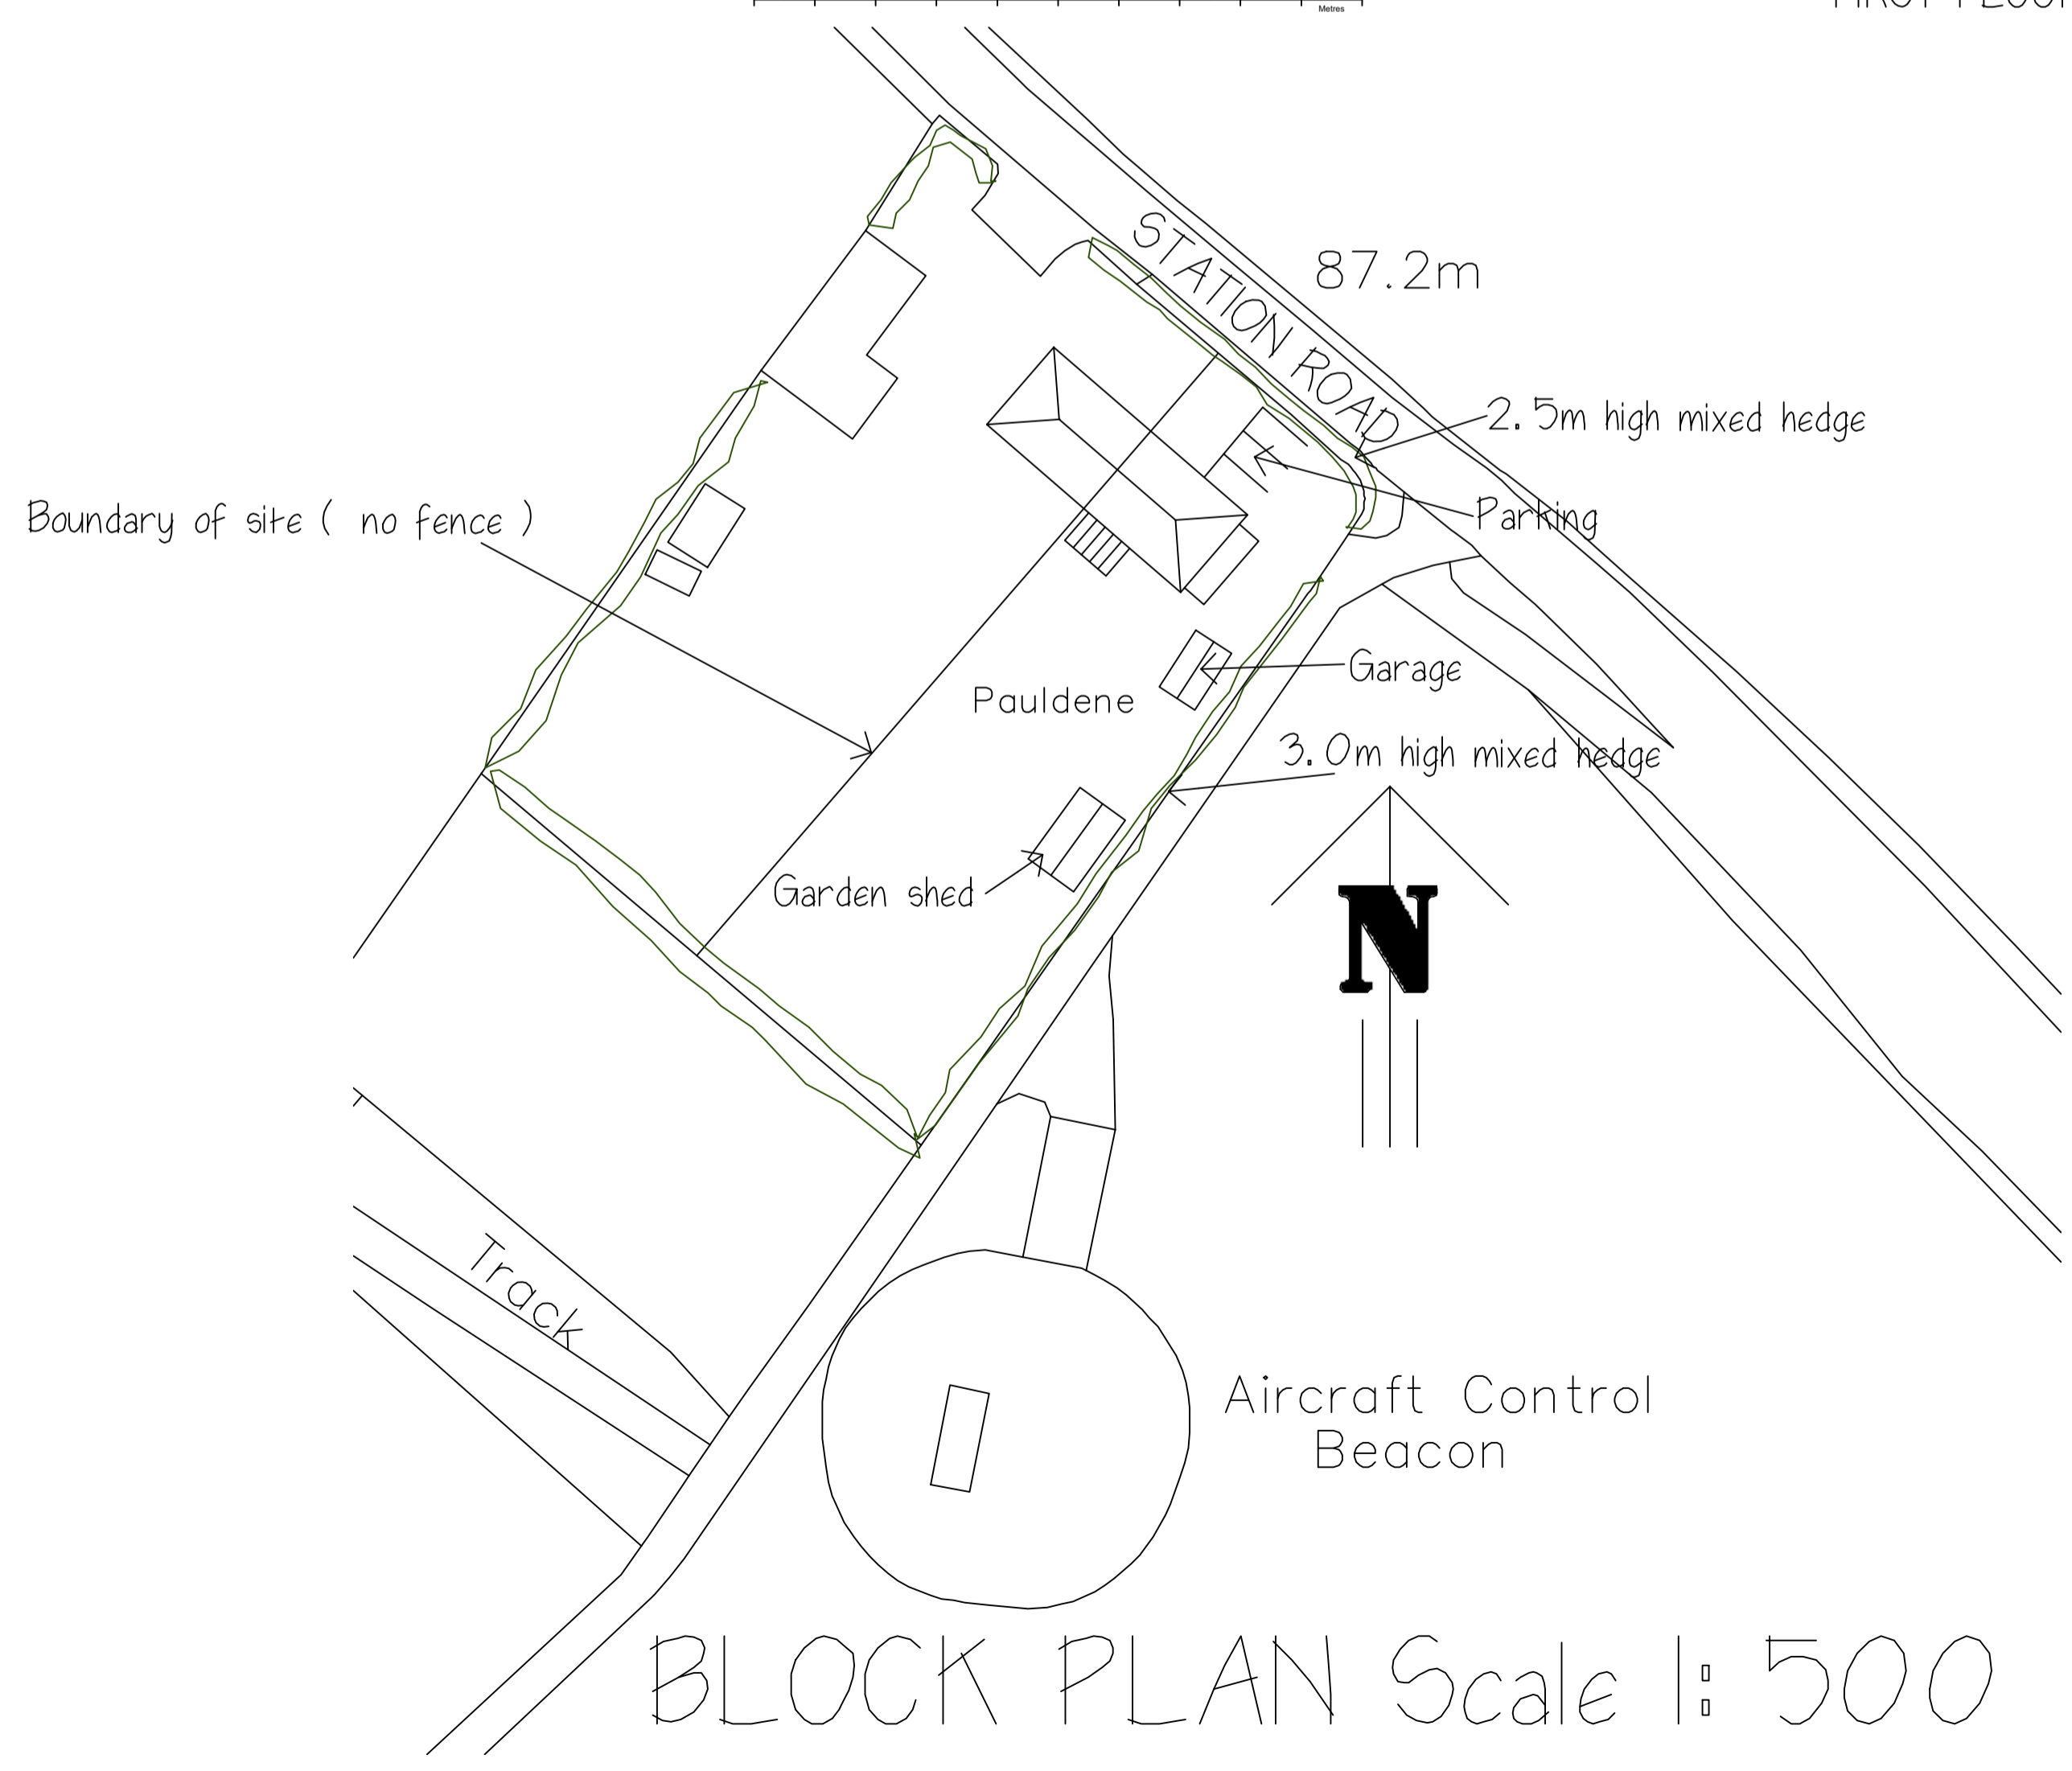 Metres
STATION ROAD
87.2m
2.5m high mixed hedge
Parking
Boundary of site ( no fence )
Garage
Pauldene
3.0m high mixed hedge
Garden shed
N
Track
Aircraft Control
Beacon
BLOCK PLAN Scale 1: 500